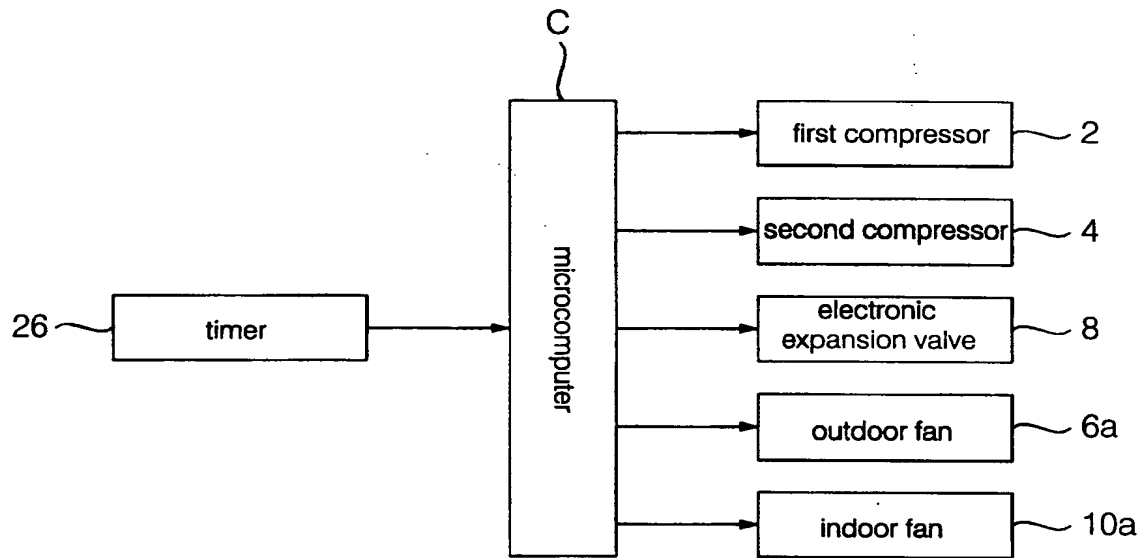 C
first compressor
2
second compressor
4
microcomputer
26
timer
electronic
expansion valve
8
outdoor fan
6a
indoor fan
10a